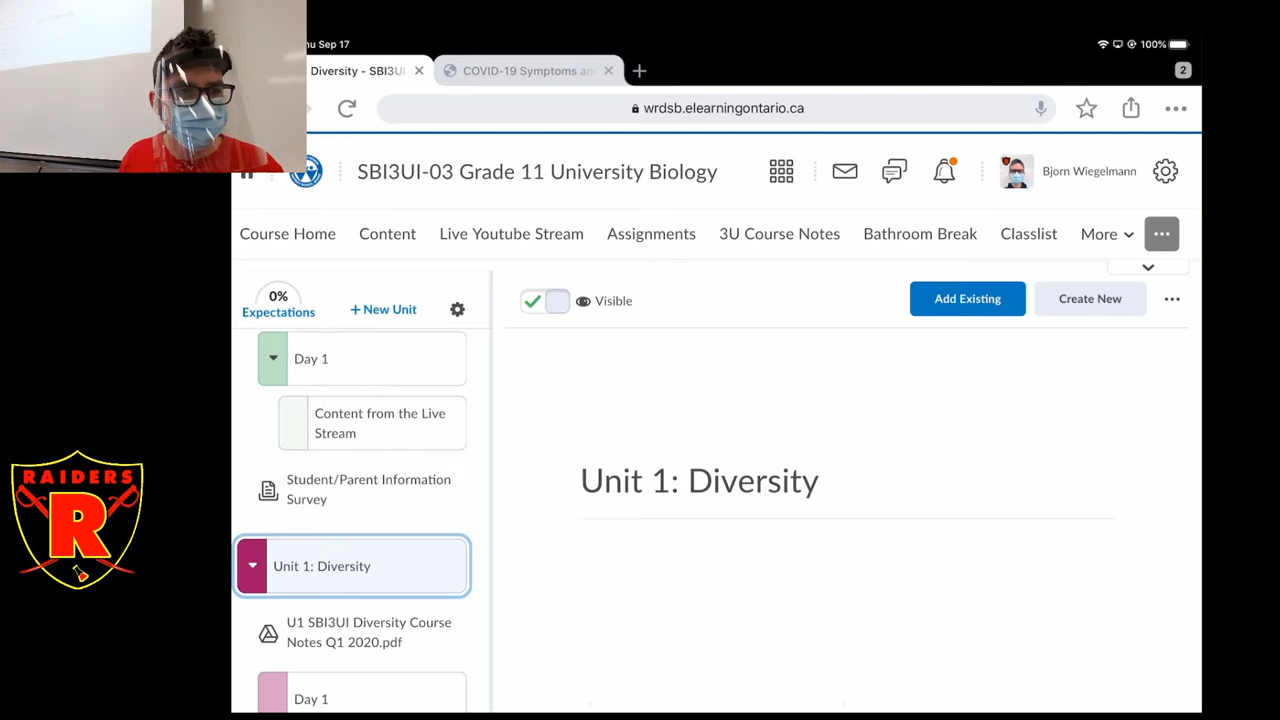 hu Sep 17
100%
Diversity - SBI3UI
COVID-19 Symptoms an
2
wrdsb.elearningontario.ca
SBI3UI-03 Grade 11 University Biology
Bjorn Wiegelmann
Course Home Content Live Youtube Stream Assignments 3U Course Notes Bathroom Break Classlist More
0%
Expectations
+ New Unit
Visible
Add Existing
Create New
Day 1
Content from the Live
Stream
Student/Parent Information
Survey
Unit 1: Diversity
U1 SBI3UI Diversity Course
Notes Q1 2020.pdf
Day 1
Unit 1: Diversity
RAIDERS
R